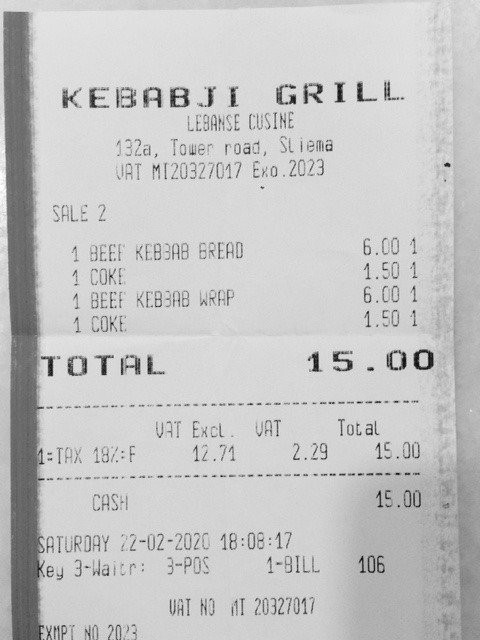 KEBABJI GRILL
LEBANSE CUSINE
132a, Tower road, Sliema
VAT MT20327017 Exo.2023
SALE 2
1 BEEF KEBBAB BREAD 6.00 1
1 COKE 1.50 1
1 BEEF KEBBAB WRAP 6.00 1
1 COKE 1.50 1
TOTAL 15.00
VAT Excl. VAT Total
1=TAX 18%:F 12.71 2.29 15.00
CASH 15.00
SATURDAY 22-02-2020 18:08:17
Key 3-Waitr: 3-POS 1-BILL 106
VAT NO MT 20327017
EXMPT NO 2023